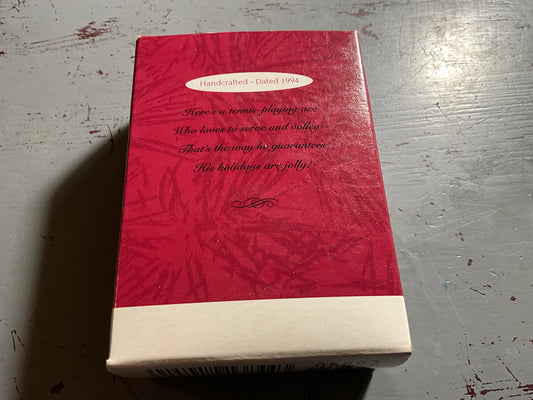 Handcrafted - Dated 1994
Here's a tennis-playing ace
Who loves to serve and volley—
That's the way he guarantees
His holidays are jolly!